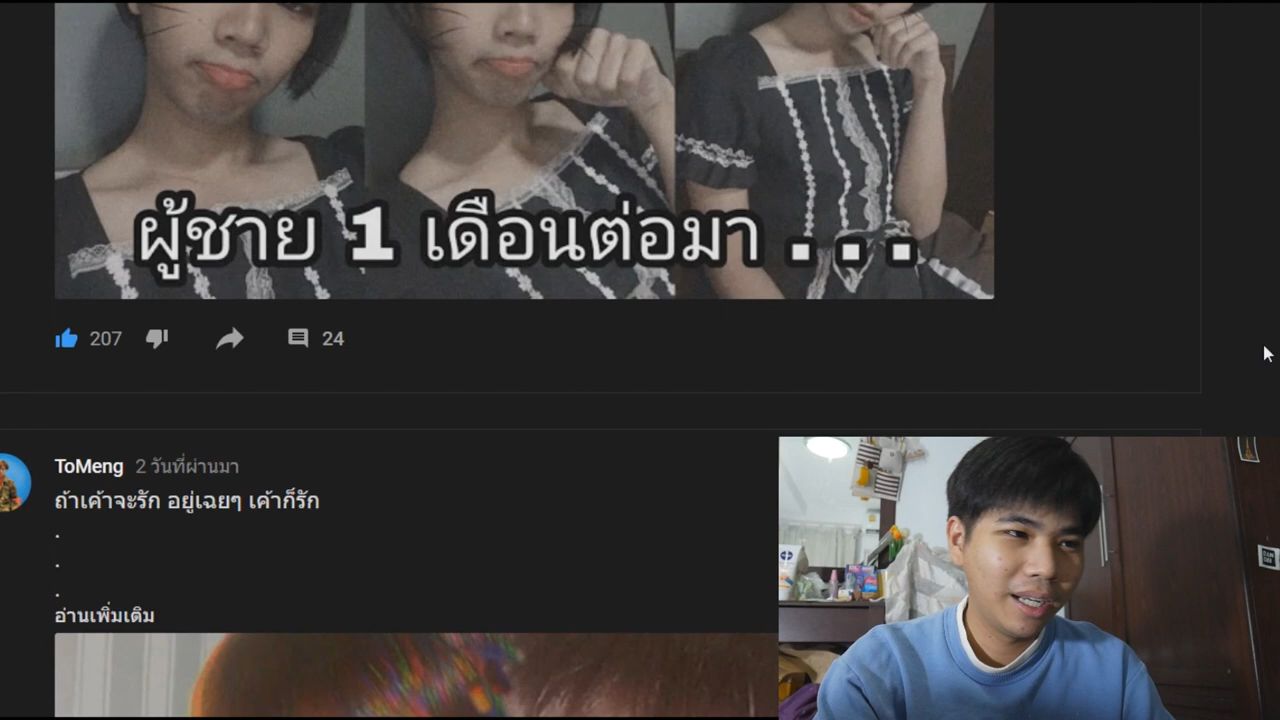 ผู้ชาย 1 เดือนต่อมา . . .
207
24
ToMeng 2 วันที่ผ่านมา
ถ้าเค้าจะรัก อยู่เฉยๆ เค้าก็รัก
.
.
.
อ่านเพิ่มเติม